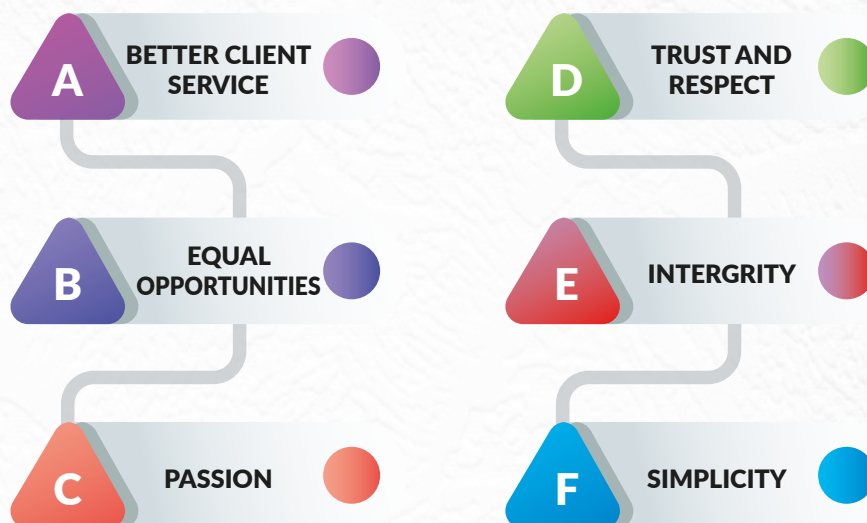 A
BETTER CLIENT
SERVICE
B
EQUAL
OPPORTUNITIES
C
PASSION
D
TRUST AND
RESPECT
E
INTERGRITY
F
SIMPLICITY